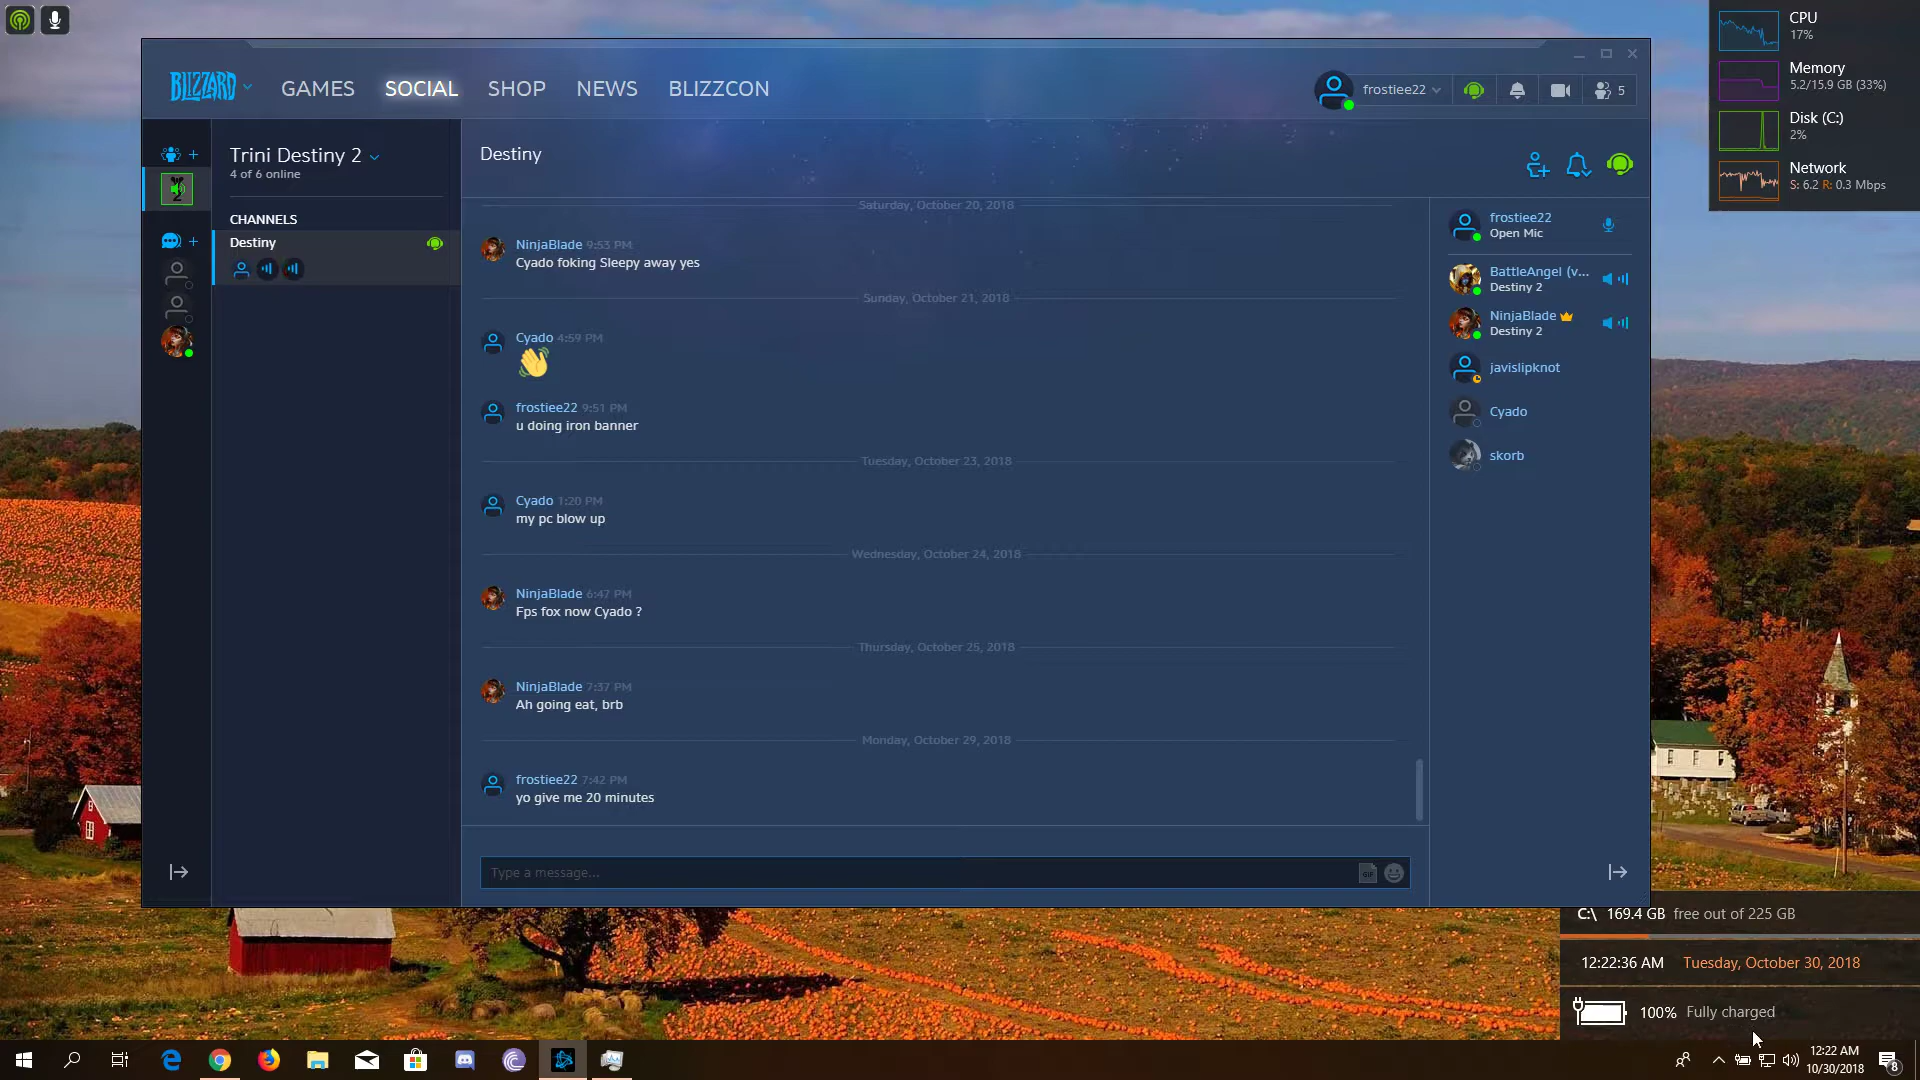 BLIZZARD
GAMES
SOCIAL
SHOP
NEWS
BLIZZCON
frostiee22
5
Trini Destiny 2
4 of 6 online
CHANNELS
Destiny
Destiny
Saturday, October 20, 2018
NinjaBlade 9:53 PM
Cyado foking Sleepy away yes
Sunday, October 21, 2018
Cyado 4:59 PM
frostiee22 9:51 PM
u doing iron banner
Tuesday, October 23, 2018
Cyado 1:20 PM
my pc blow up
Wednesday, October 24, 2018
NinjaBlade 6:47 PM
Fps fox now Cyado ?
Thursday, October 25, 2018
NinjaBlade 7:37 PM
Ah going eat, brb
Monday, October 29, 2018
frostiee22 7:42 PM
yo give me 20 minutes
Type a message...
GIF
frostiee22
Open Mic
BattleAngel (v...
Destiny 2
NinjaBlade
Destiny 2
javislipknot
Cyado
skorb
CPU
17%
Memory
5.2/15.9 GB (33%)
Disk (C:)
2%
Network
S: 6.2 R: 0.3 Mbps
C:\ 169.4 GB free out of 225 GB
12:22:36 AM Tuesday, October 30, 2018
100% Fully charged
12:22 AM
10/30/2018
8